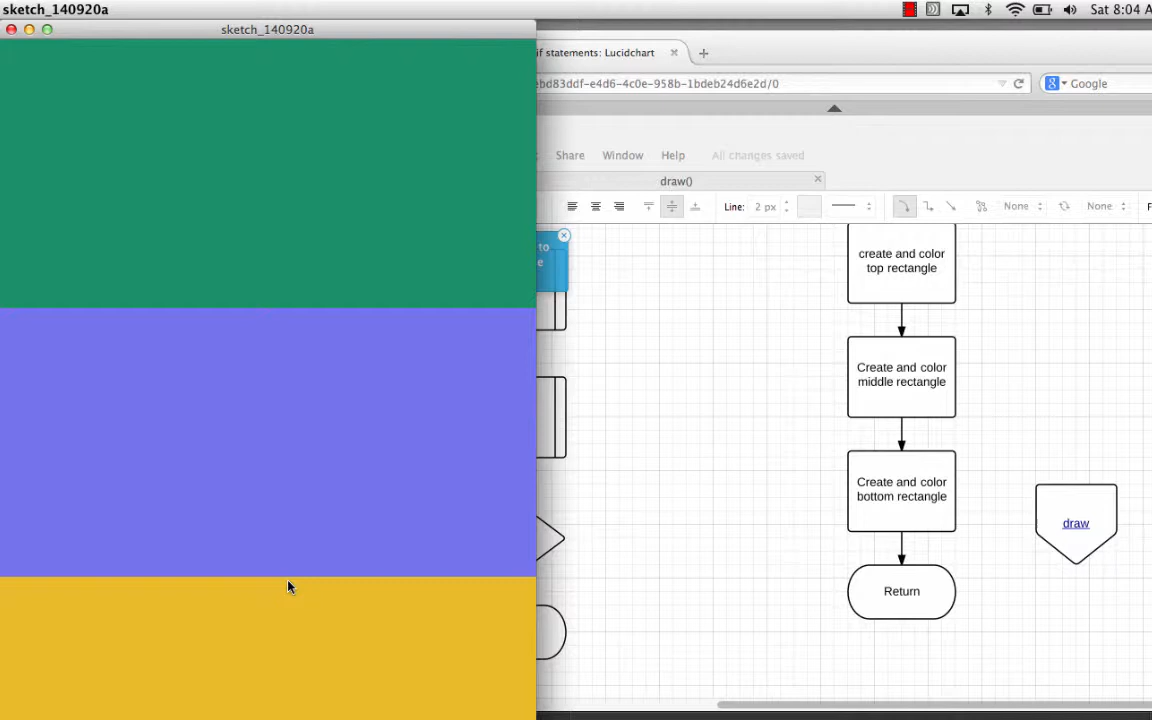 sketch_140920a
Sat 8:04 A
sketch_140920a
if statements: Lucidchart
ebd83ddf-e4d6-4c0e-958b-1bdeb24d6e2d/0
Google
Share Window Help All changes saved
draw()
Line: 2 px None None F
to
e
create and color
top rectangle
Create and color
middle rectangle
Create and color
bottom rectangle
draw
Return